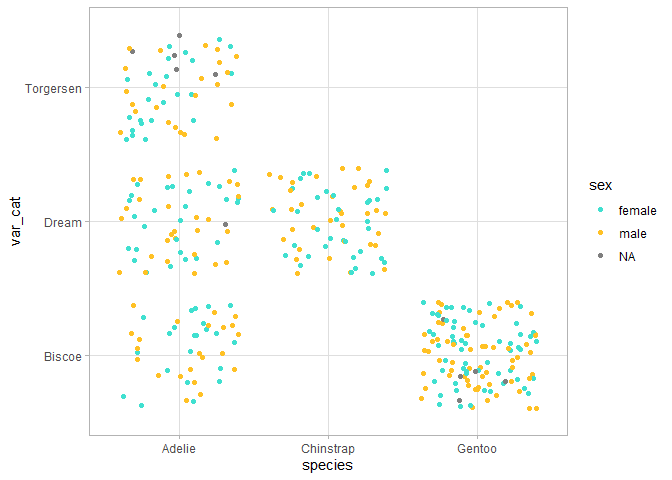 Torgersen
Dream
Biscoe
var_cat
Adelie
Chinstrap
Gentoo
species
sex
female
male
NA